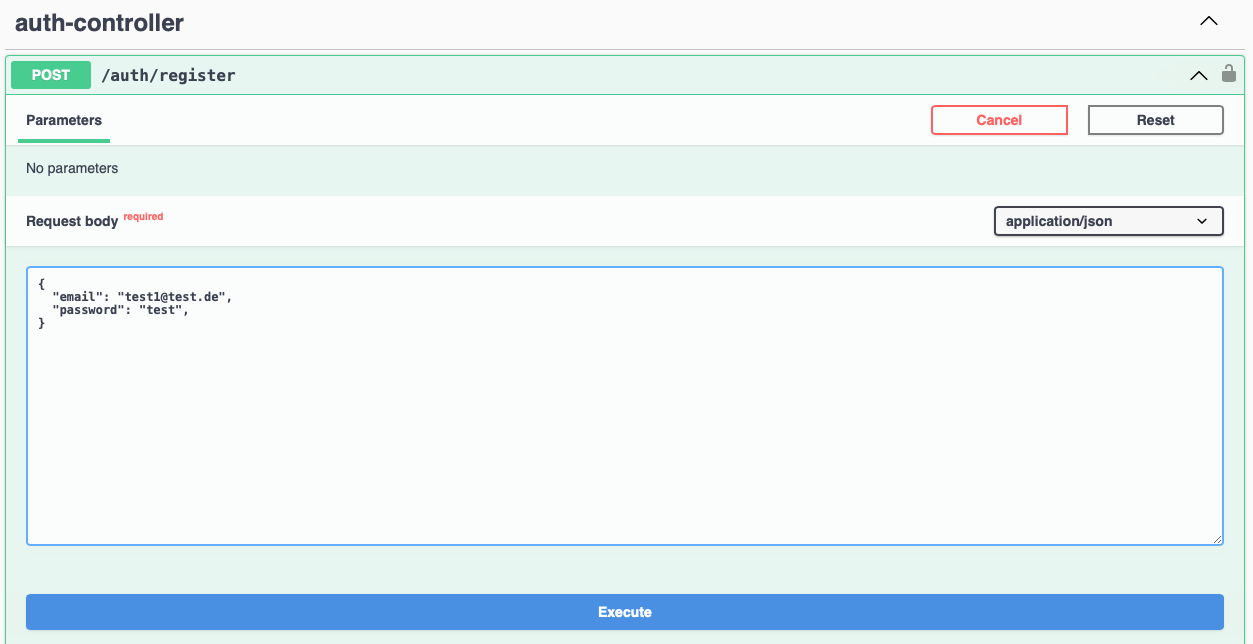 auth-controller
POST /auth/register
Parameters Cancel Reset
No parameters
Request body required application/json
{
  "email": "test1@test.de",
  "password": "test",
}
Execute